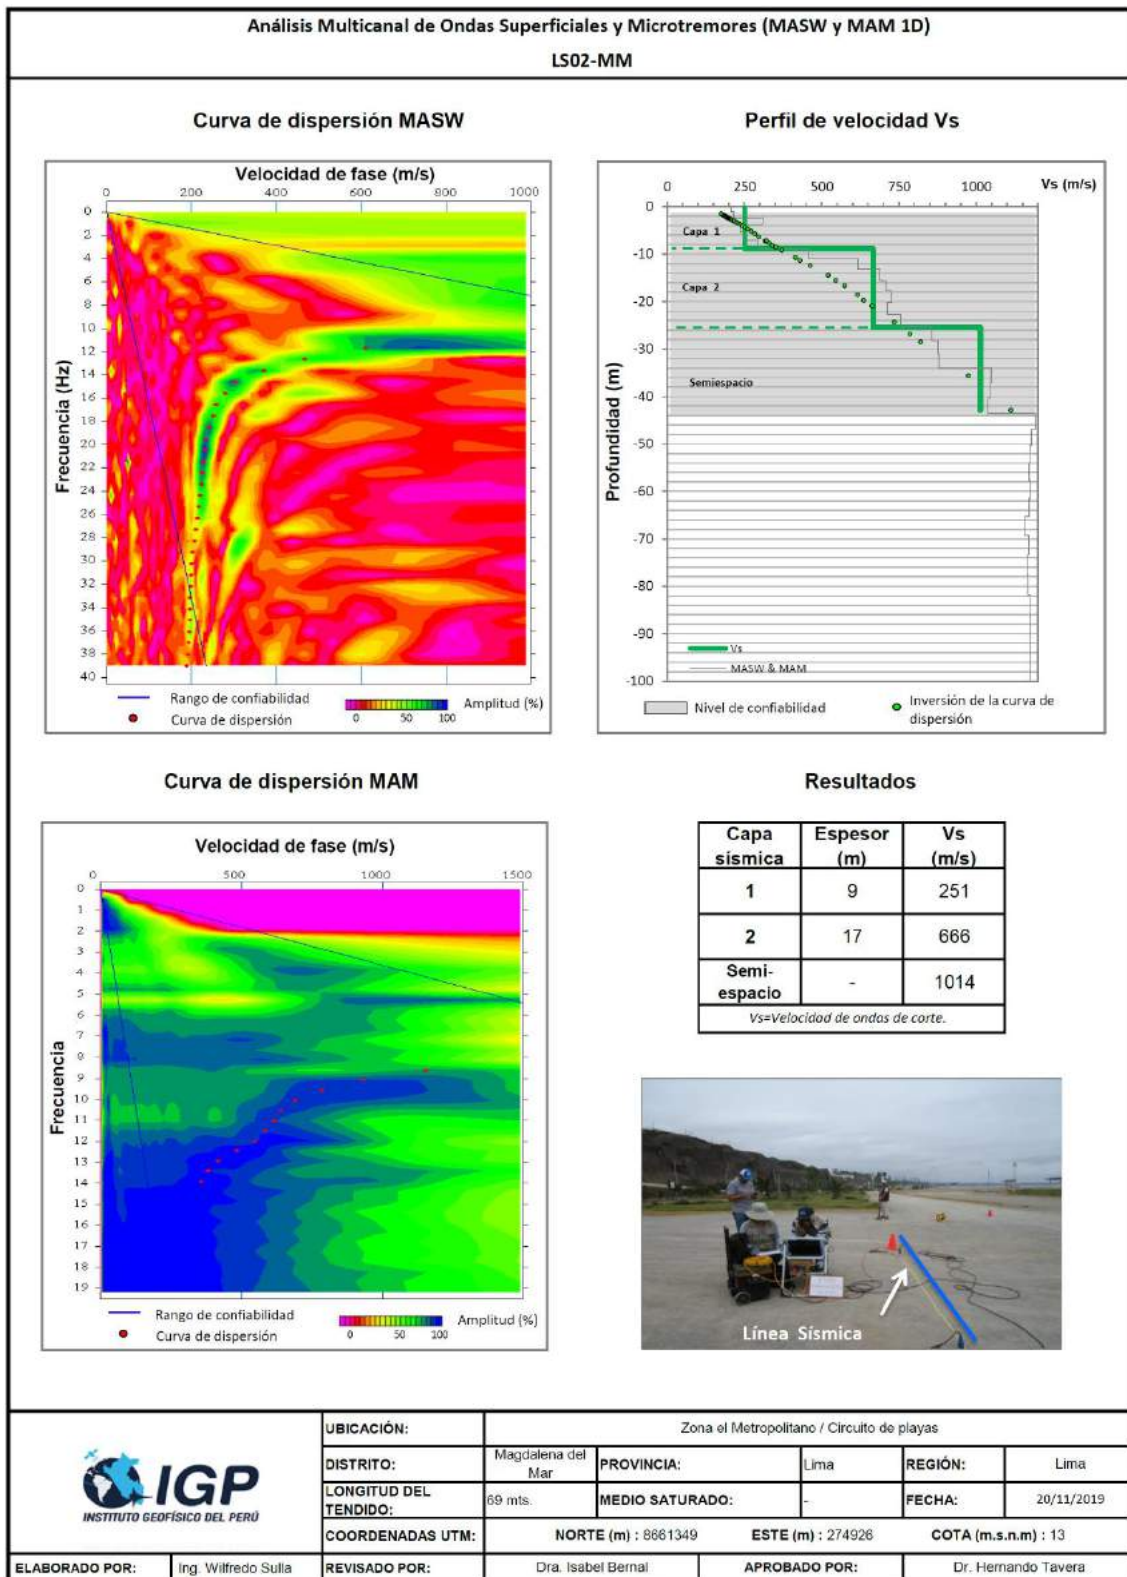 Análisis Multicanal de Ondas Superficiales y Microtremores (MASW y MAM 1D)
LS02-MM
Curva de dispersión MASW
Velocidad de fase (m/s)
0 200 400 600 800 1000
Frecuencia (Hz)
0
2
4
6
8
10
12
14
16
18
20
22
24
26
28
30
32
34
36
38
40
Rango de confiabilidad
Curva de dispersión
0 50 100
Amplitud (%)
Perfil de velocidad Vs
0 250 500 750 1000 Vs (m/s)
Profundidad (m)
0
-10
-20
-30
-40
-50
-60
-70
-80
-90
-100
Capa 1
Capa 2
Semiespacio
Vs
MASW & MAM
Nivel de confiabilidad
Inversión de la curva de
dispersión
Curva de dispersión MAM
Velocidad de fase (m/s)
0 500 1000 1500
Frecuencia
0
1
2
3
4
5
6
7
8
9
10
11
12
13
14
15
16
17
18
19
Rango de confiabilidad
Curva de dispersión
0 50 100
Amplitud (%)
Resultados
Capa sísmica Espesor (m) Vs (m/s)
1 9 251
2 17 666
Semi-espacio - 1014
Vs=Velocidad de ondas de corte.
Línea Sísmica
IGP
INSTITUTO GEOFÍSICO DEL PERÚ
UBICACIÓN: Zona el Metropolitano / Circuito de playas
DISTRITO: Magdalena del Mar PROVINCIA: Lima REGIÓN: Lima
LONGITUD DEL TENDIDO: 69 mts. MEDIO SATURADO: - FECHA: 20/11/2019
COORDENADAS UTM: NORTE (m) : 8661349 ESTE (m) : 274926 COTA (m.s.n.m) : 13
ELABORADO POR: Ing. Wilfredo Sulla REVISADO POR: Dra. Isabel Bernal APROBADO POR: Dr. Hernando Tavera